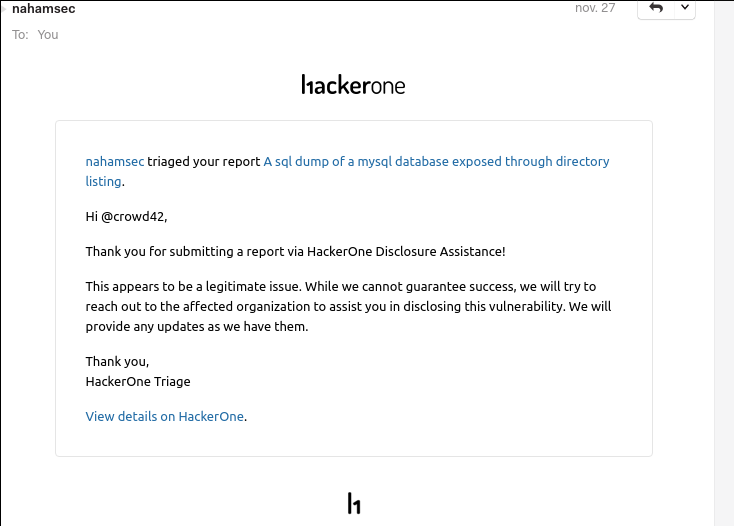 nahamsec
nov. 27
To: You
hackerone
nahamsec triaged your report A sql dump of a mysql database exposed through directory
listing.
Hi @crowd42,
Thank you for submitting a report via HackerOne Disclosure Assistance!
This appears to be a legitimate issue. While we cannot guarantee success, we will try to
reach out to the affected organization to assist you in disclosing this vulnerability. We will
provide any updates as we have them.
Thank you,
HackerOne Triage
View details on HackerOne.
h1